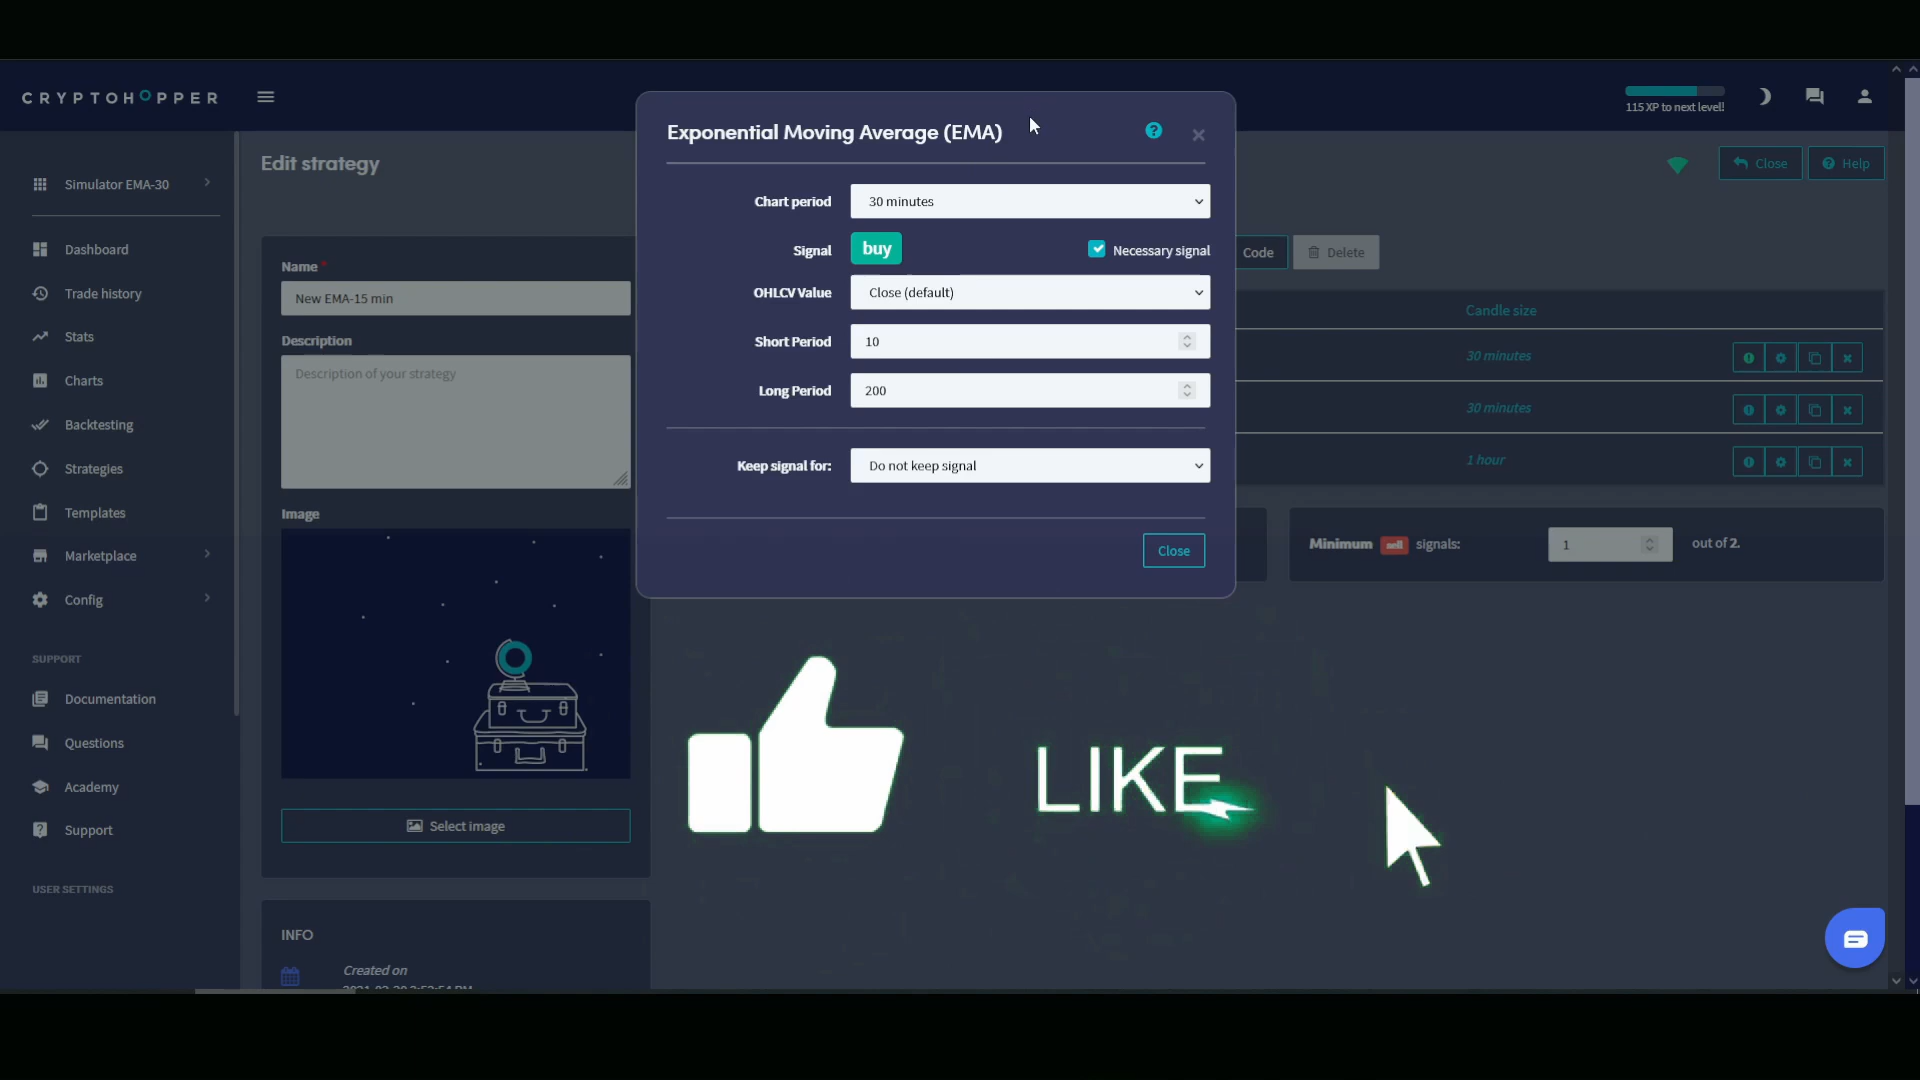 CRYPTOHOPPER
115 XP to next level!
Simulator EMA-30
Dashboard
Trade history
Stats
Charts
Backtesting
Strategies
Templates
Marketplace
Config
SUPPORT
Documentation
Questions
Academy
Support
USER SETTINGS
Edit strategy
Close
Help
Name *
New EMA-15 min
Description
Description of your strategy
Image
Select image
INFO
Created on
Exponential Moving Average (EMA)
Chart period
30 minutes
Signal
buy
Necessary signal
OHLCV Value
Close (default)
Short Period
10
Long Period
200
Keep signal for:
Do not keep signal
Close
Code
Delete
Candle size
30 minutes
30 minutes
1 hour
Minimum sell signals:
1
out of 2.
LIKE